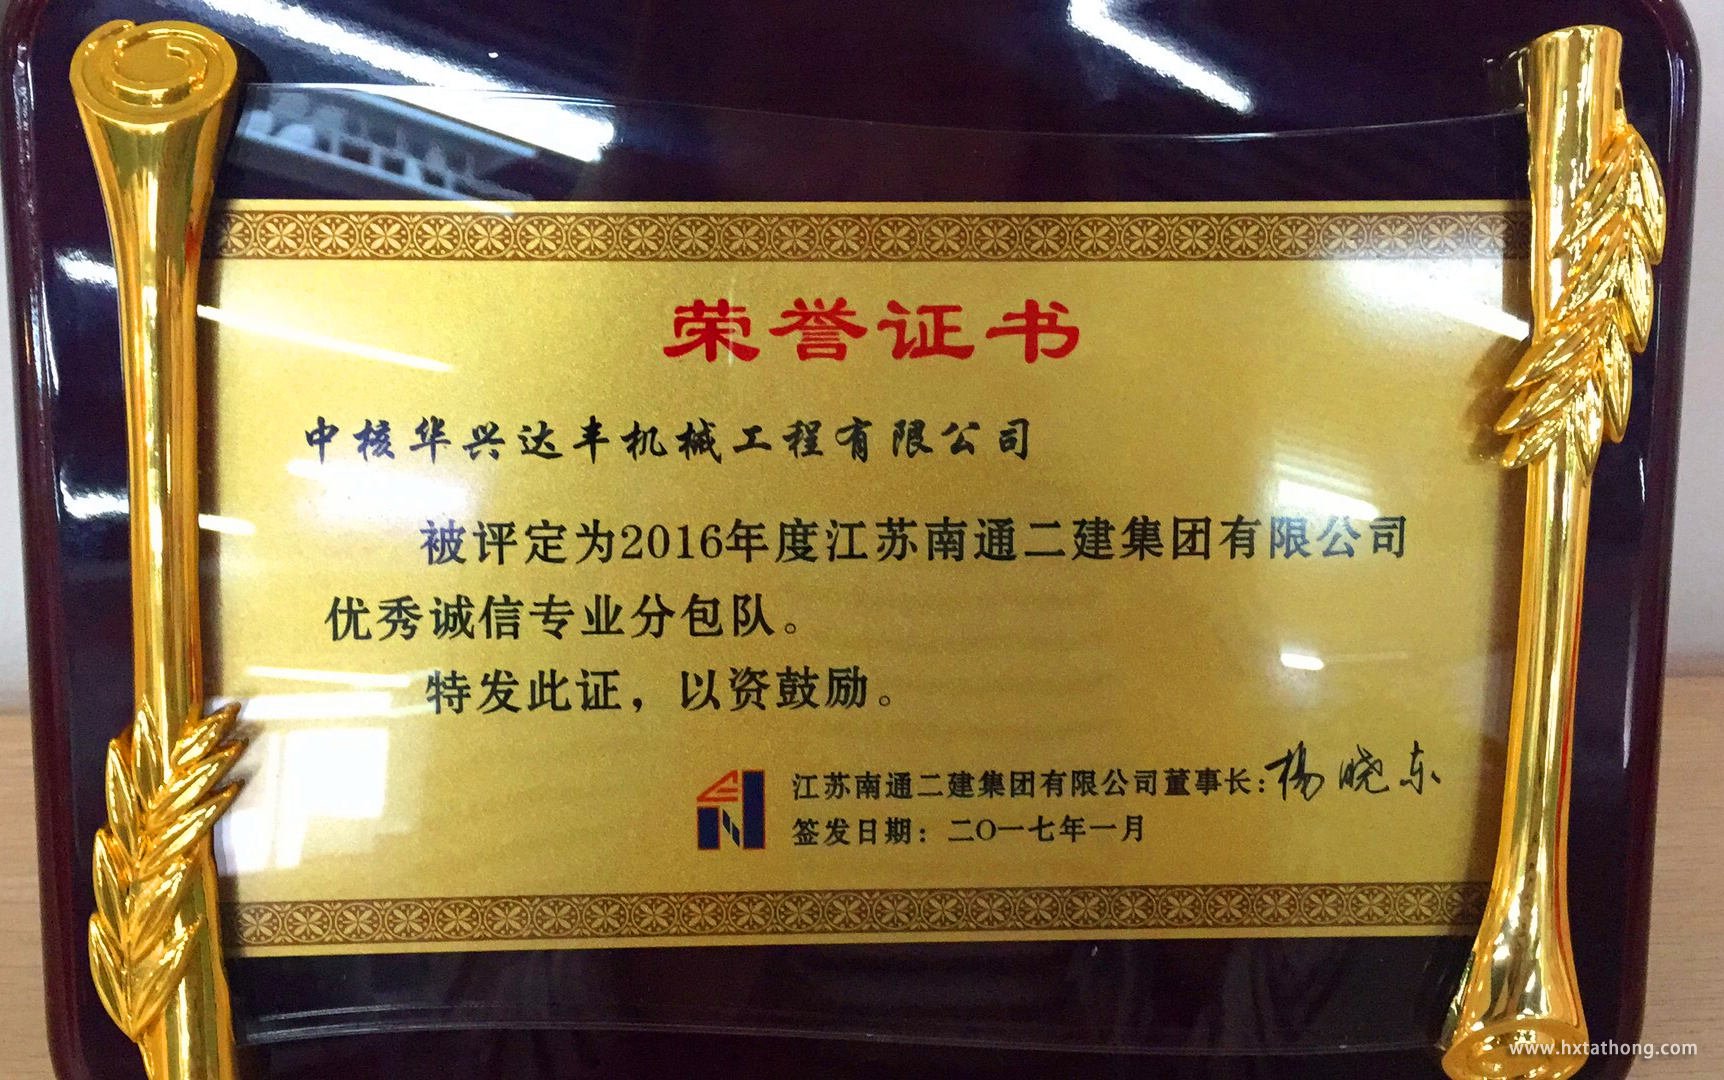 荣誉证书
中核华兴达丰机械工程有限公司
被评定为2016年度江苏南通二建集团有限公司
优秀诚信专业分包队。
特发此证，以资鼓励。
江苏南通二建集团有限公司董事长：杨晓东
签发日期：二〇一七年一月
www.hxtathong.com